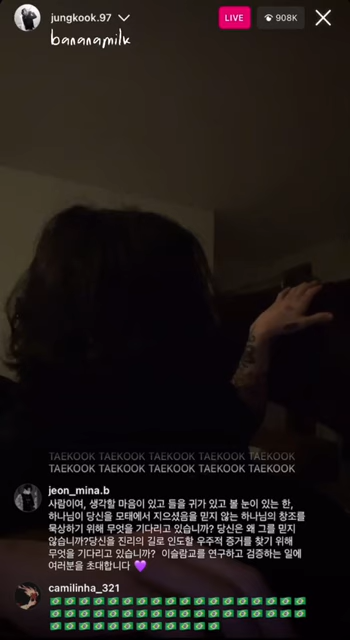 jungkook.97
LIVE
908K
bananamilk
TAEKOOK TAEKOOK TAEKOOK TAEKOOK TAEKOOK
TAEKOOK TAEKOOK TAEKOOK TAEKOOK TAEKOOK
jeon_mina.b
사람이여, 생각할 마음이 있고 들을 귀가 있고 볼 눈이 있는 한,
하나님이 당신을 모태에서 지으셨음을 믿지 않는 하나님의 창조를
묵상하기 위해 무엇을 기다리고 있습니까? 당신은 왜 그를 믿지
않습니까?당신을 진리의 길로 인도할 우주적 증거를 찾기 위해
무엇을 기다리고 있습니까? 이슬람교를 연구하고 검증하는 일에
여러분을 초대합니다 💜
camilinha_321
🇧🇷🇧🇷🇧🇷🇧🇷🇧🇷🇧🇷🇧🇷🇧🇷🇧🇷🇧🇷🇧🇷🇧🇷🇧🇷🇧🇷🇧🇷🇧🇷🇧🇷
🇧🇷🇧🇷🇧🇷🇧🇷🇧🇷🇧🇷🇧🇷🇧🇷🇧🇷🇧🇷🇧🇷🇧🇷🇧🇷🇧🇷🇧🇷🇧🇷🇧🇷
🇧🇷🇧🇷🇧🇷🇧🇷🇧🇷🇧🇷🇧🇷🇧🇷🇧🇷🇧🇷🇧🇷